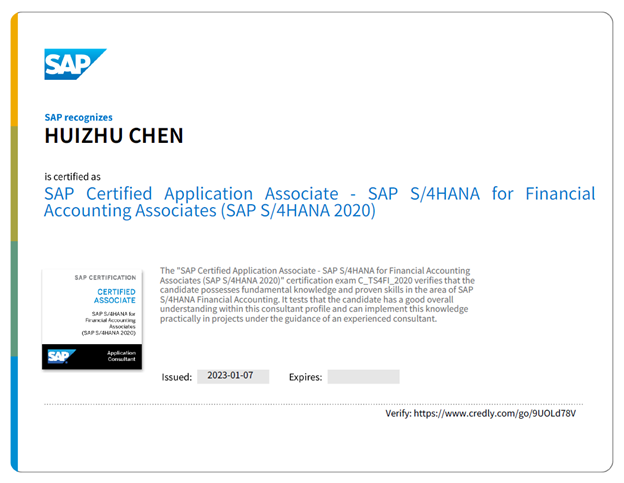 SAP
SAP recognizes
HUIZHU CHEN
is certified as
SAP Certified Application Associate - SAP S/4HANA for Financial
Accounting Associates (SAP S/4HANA 2020)
SAP CERTIFICATION
CERTIFIED
ASSOCIATE
SAP S/4HANA for
Financial Accounting
Associates
(SAP S/4HANA 2020)
SAP
Application
Consultant
The "SAP Certified Application Associate - SAP S/4HANA for Financial Accounting
Associates (SAP S/4HANA 2020)" certification exam C_TS4FI_2020 verifies that the
candidate possesses fundamental knowledge and proven skills in the area of SAP
S/4HANA Financial Accounting. It tests that the candidate has a good overall
understanding within this consultant profile and can implement this knowledge
practically in projects under the guidance of an experienced consultant.
Issued: 2023-01-07 Expires:
Verify: https://www.credly.com/go/9UOLd78V